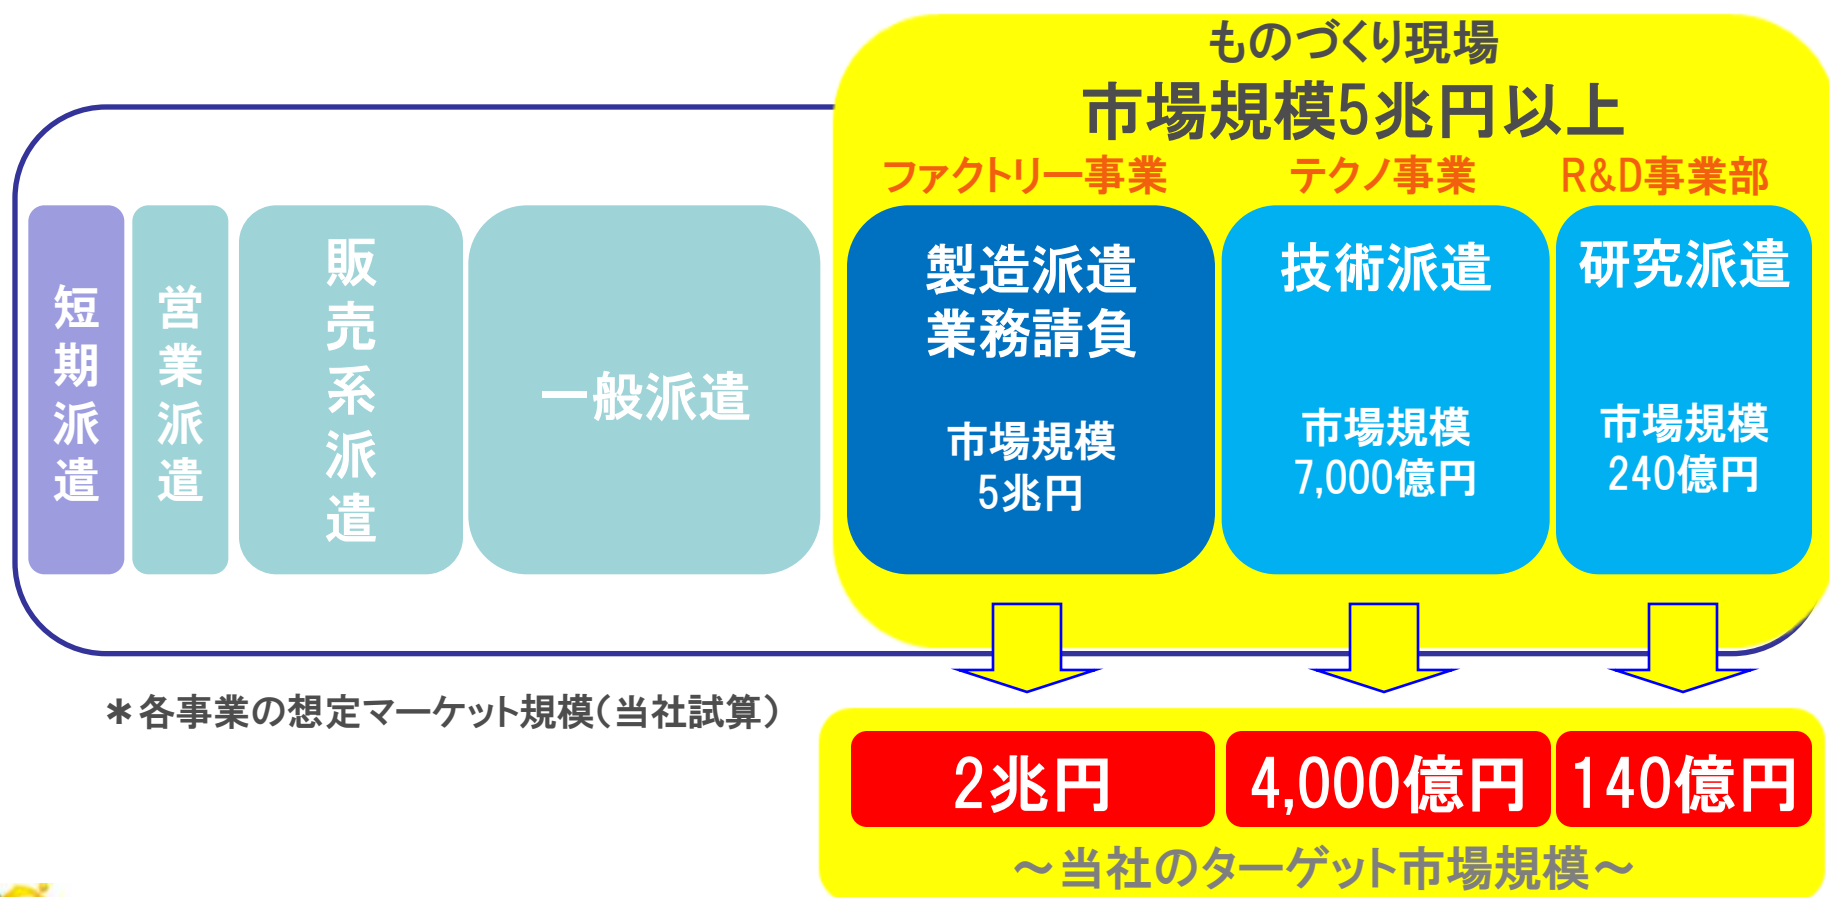 ものづくり現場
市場規模5兆円以上
ファクトリー事業
テクノ事業
R&D事業部
短期派遣
営業派遣
販売系派遣
一般派遣
製造派遣
業務請負
市場規模
5兆円
技術派遣
市場規模
7,000億円
研究派遣
市場規模
240億円
＊各事業の想定マーケット規模（当社試算）
2兆円
4,000億円
140億円
～当社のターゲット市場規模～